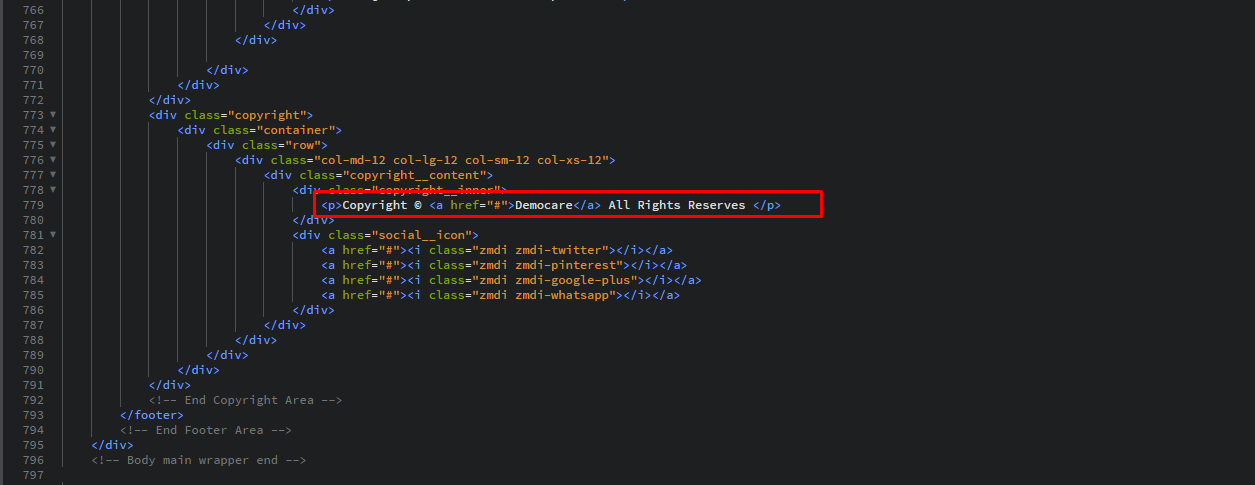 766 </div>
767 </div>
768 </div>
769
770 </div>
771 </div>
772 </div>
773 <div class="copyright">
774 <div class="container">
775 <div class="row">
776 <div class="col-md-12 col-lg-12 col-sm-12 col-xs-12">
777 <div class="copyright__content">
778 <div class="copyright__inner">
779 <p>Copyright © <a href="#">Democare</a> All Rights Reserves </p>
780 </div>
781 <div class="social__icon">
782 <a href="#"><i class="zmdi zmdi-twitter"></i></a>
783 <a href="#"><i class="zmdi zmdi-pinterest"></i></a>
784 <a href="#"><i class="zmdi zmdi-google-plus"></i></a>
785 <a href="#"><i class="zmdi zmdi-whatsapp"></i></a>
786 </div>
787 </div>
788 </div>
789 </div>
790 </div>
791 </div>
792 <!-- End Copyright Area -->
793 </footer>
794 <!-- End Footer Area -->
795 </div>
796 <!-- Body main wrapper end -->
797